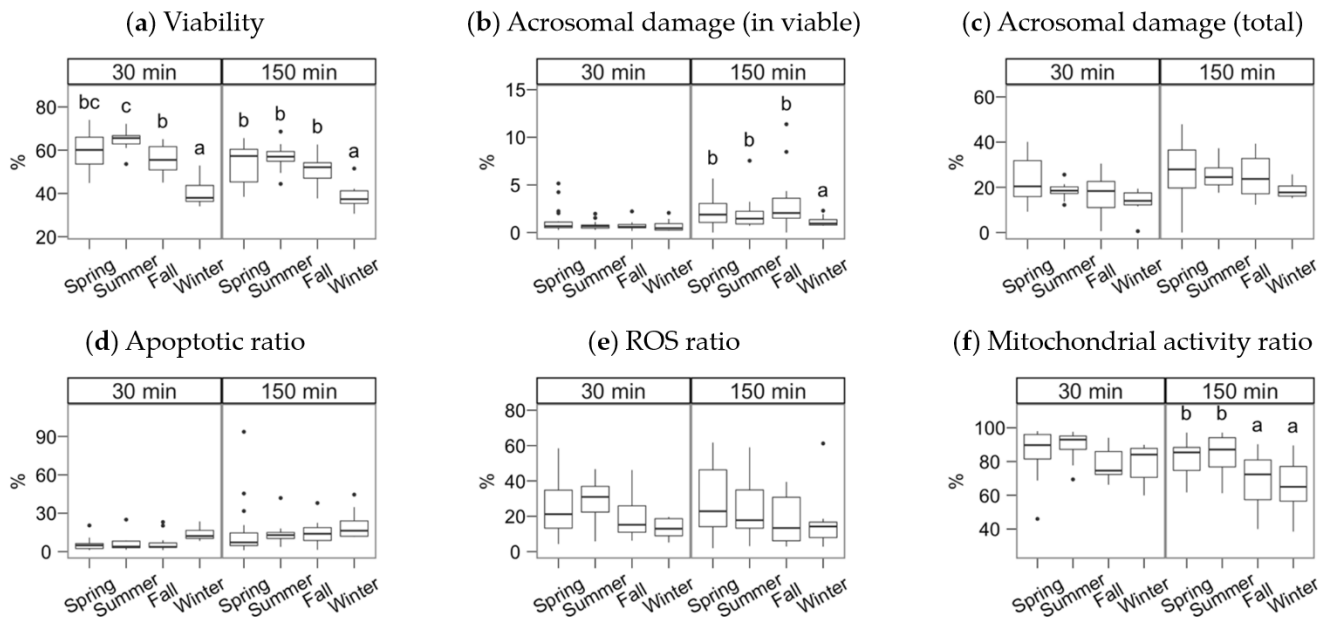 (a) Viability
30 min 150 min
bc c b a b b b a
80
60
40
20
%
Spring Summer Fall Winter Spring Summer Fall Winter
(b) Acrosomal damage (in viable)
30 min 150 min
b b b a
15
10
5
0
%
Spring Summer Fall Winter Spring Summer Fall Winter
(c) Acrosomal damage (total)
30 min 150 min
60
40
20
0
%
Spring Summer Fall Winter Spring Summer Fall Winter
(d) Apoptotic ratio
30 min 150 min
90
60
30
0
%
Spring Summer Fall Winter Spring Summer Fall Winter
(e) ROS ratio
30 min 150 min
80
60
40
20
0
%
Spring Summer Fall Winter Spring Summer Fall Winter
(f) Mitochondrial activity ratio
30 min 150 min
b b a a
100
80
60
40
%
Spring Summer Fall Winter Spring Summer Fall Winter